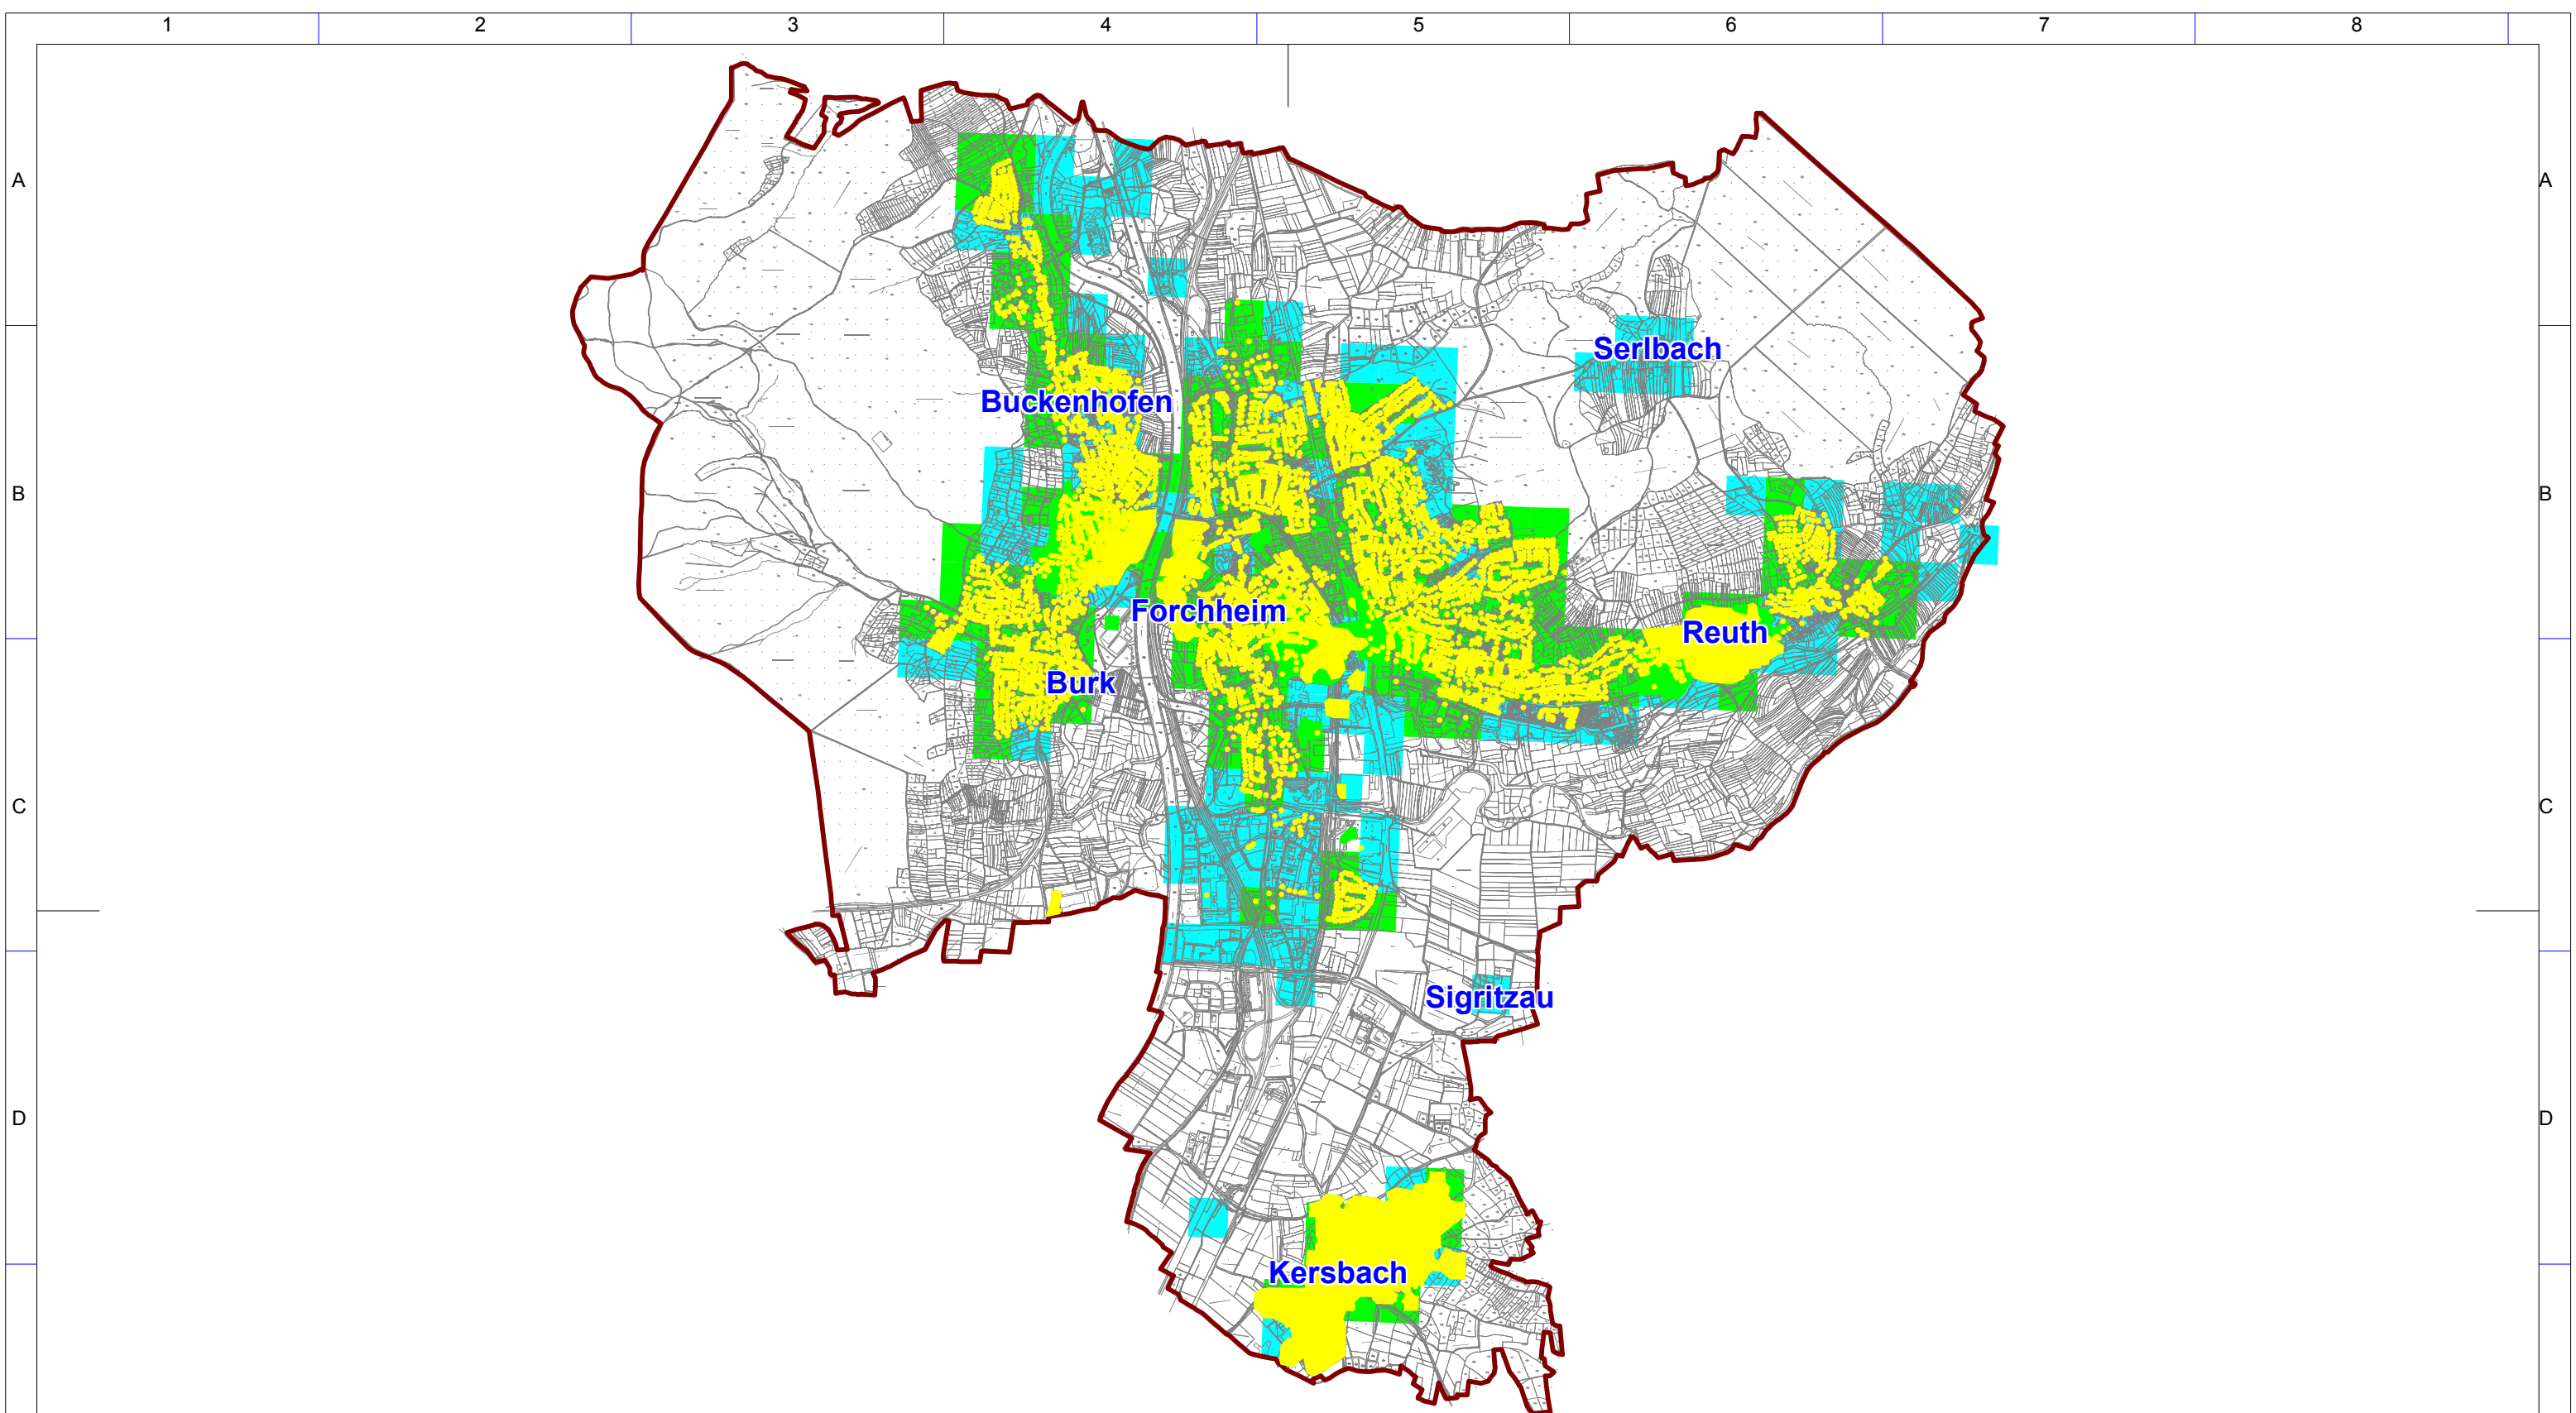 1 2 3 4 5 6 7 8
A A
Serlbach
Buckenhofen
B B
Forchheim
Reuth
Burk
C C
Sigritzau
D D
Kersbach